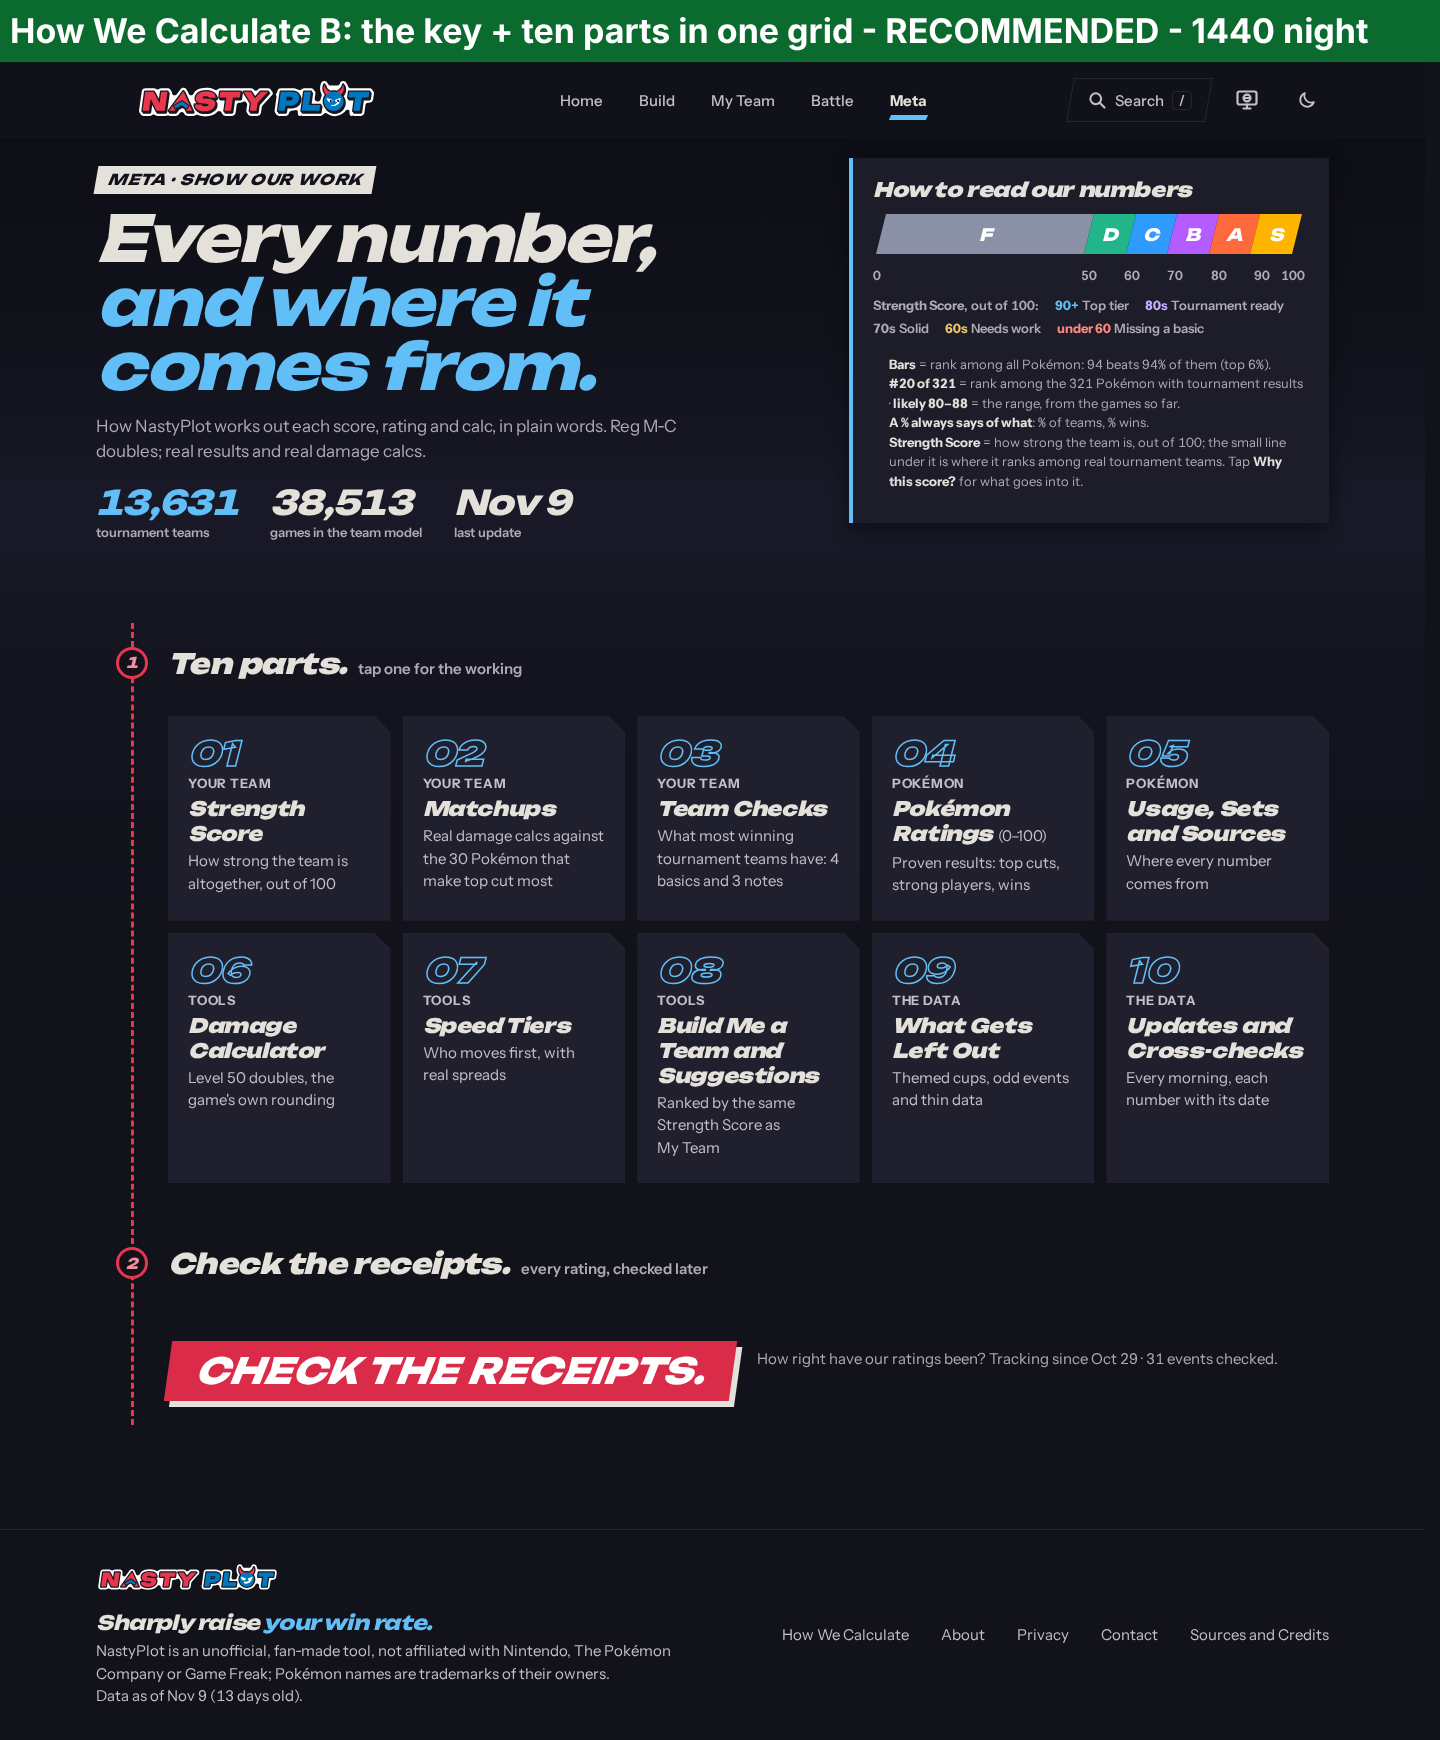 How We Calculate B: the key + ten parts in one grid - RECOMMENDED - 1440 night
NASTY PLOT
Home Build My Team Battle Meta
Search /
META · SHOW OUR WORK
Every number,
and where it
comes from.
How NastyPlot works out each score, rating and calc, in plain words. Reg M-C
doubles; real results and real damage calcs.
13,631 38,513 Nov 9
tournament teams games in the team model last update
How to read our numbers
F D C B A S
0 50 60 70 80 90 100
Strength Score, out of 100: 90+ Top tier 80s Tournament ready
70s Solid 60s Needs work under 60 Missing a basic
Bars = rank among all Pokémon: 94 beats 94% of them (top 6%).
#20 of 321 = rank among the 321 Pokémon with tournament results
· likely 80–88 = the range, from the games so far.
A % always says of what: % of teams, % wins.
Strength Score = how strong the team is, out of 100; the small line
under it is where it ranks among real tournament teams. Tap Why
this score? for what goes into it.
1 Ten parts. tap one for the working
01
YOUR TEAM
Strength
Score
How strong the team is
altogether, out of 100
02
YOUR TEAM
Matchups
Real damage calcs against
the 30 Pokémon that
make top cut most
03
YOUR TEAM
Team Checks
What most winning
tournament teams have: 4
basics and 3 notes
04
POKÉMON
Pokémon
Ratings (0–100)
Proven results: top cuts,
strong players, wins
05
POKÉMON
Usage, Sets
and Sources
Where every number
comes from
06
TOOLS
Damage
Calculator
Level 50 doubles, the
game's own rounding
07
TOOLS
Speed Tiers
Who moves first, with
real spreads
08
TOOLS
Build Me a
Team and
Suggestions
Ranked by the same
Strength Score as
My Team
09
THE DATA
What Gets
Left Out
Themed cups, odd events
and thin data
10
THE DATA
Updates and
Cross-checks
Every morning, each
number with its date
2 Check the receipts. every rating, checked later
CHECK THE RECEIPTS.
How right have our ratings been? Tracking since Oct 29 · 31 events checked.
NASTY PLOT
Sharply raise your win rate.
NastyPlot is an unofficial, fan-made tool, not affiliated with Nintendo, The Pokémon
Company or Game Freak; Pokémon names are trademarks of their owners.
Data as of Nov 9 (13 days old).
How We Calculate About Privacy Contact Sources and Credits